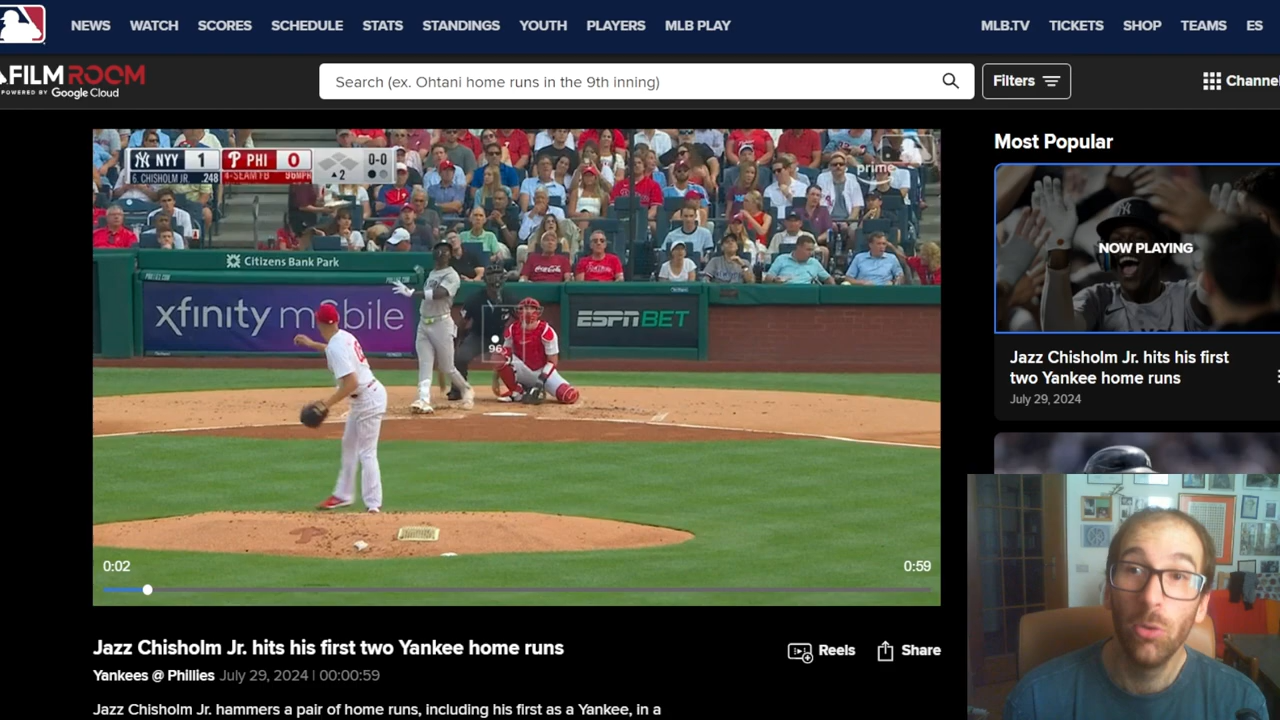 NEWS WATCH SCORES SCHEDULE STATS STANDINGS YOUTH PLAYERS MLB PLAY MLB.TV TICKETS SHOP TEAMS ES
FILM ROOM
POWERED BY Google Cloud
Search (ex. Ohtani home runs in the 9th inning)
Filters
Channel
NYY 1 PHI 0 0-0
6. CHISHOLM JR. .248 4-SEAM FB 96MPH ▲2
prime
Citizens Bank Park
xfinity mobile
ESPN BET
Coca-Cola
96
0:02 0:59
Jazz Chisholm Jr. hits his first two Yankee home runs
Reels Share
Yankees @ Phillies July 29, 2024 | 00:00:59
Jazz Chisholm Jr. hammers a pair of home runs, including his first as a Yankee, in a
Most Popular
NOW PLAYING
Jazz Chisholm Jr. hits his first
two Yankee home runs
July 29, 2024